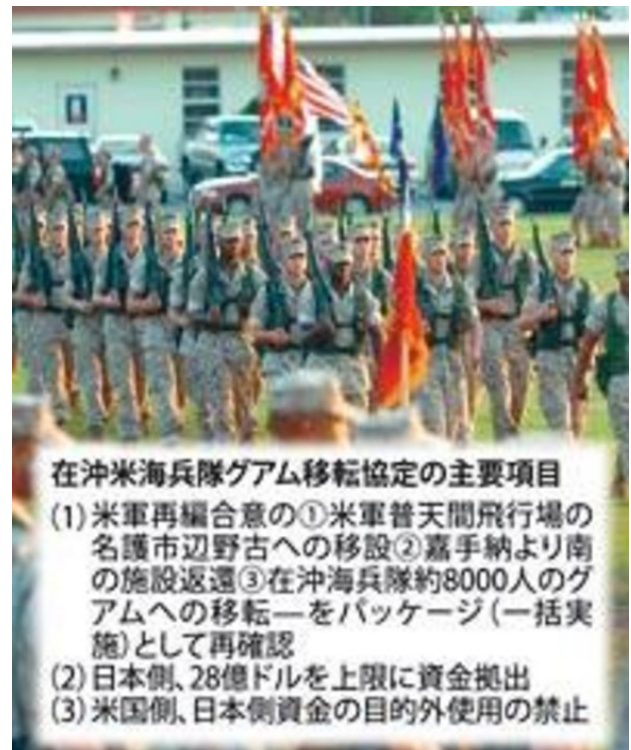 在沖米海兵隊グアム移転協定の主要項目
(1)米軍再編合意の①米軍普天間飛行場の
名護市辺野古への移設②嘉手納より南
の施設返還③在沖海兵隊約8000人のグ
アムへの移転―をパッケージ(一括実
施)として再確認
(2)日本側、28億ドルを上限に資金拠出
(3)米国側、日本側資金の目的外使用の禁止